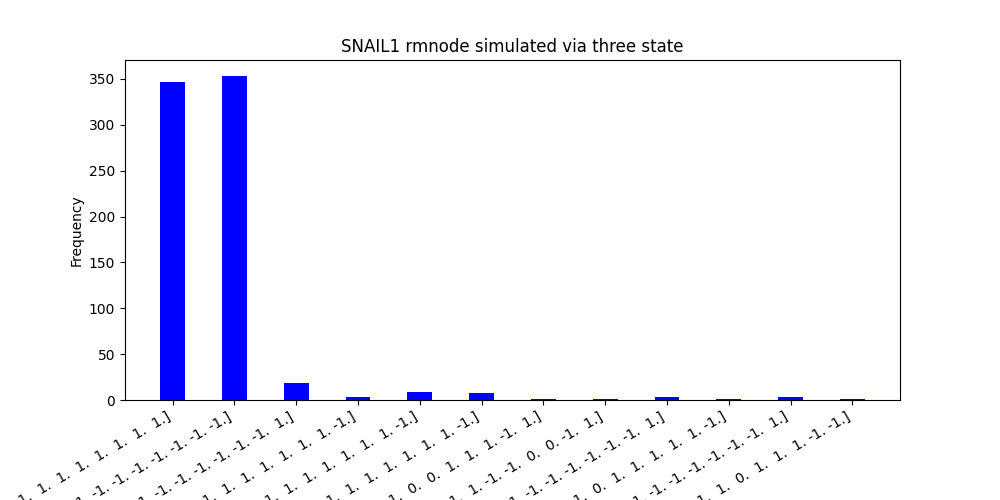 SNAIL1 rmnode simulated via three state
350
300
250
200
150
100
50
0
Frequency
1. 1. 1. 1. 1. 1. 1.]
-1. -1. -1. -1. -1. -1.]
-1. -1. -1. -1. -1. 1.]
1. 1. 1. 1. 1. 1. -1.]
1. 1. 1. 1. 1. 1. -1.]
1. 1. 1. 1. 1. 1. -1.]
0. 0. 1. 1. 1. -1. 1.]
1. -1. -1. 0. 0. -1. 1.]
-1. -1. -1. -1. -1. -1. 1.]
0. 1. 1. 1. 1. -1.]
-1. -1. -1. -1. -1. -1. 1.]
1. 0. 1. 1. 1. -1. -1.]